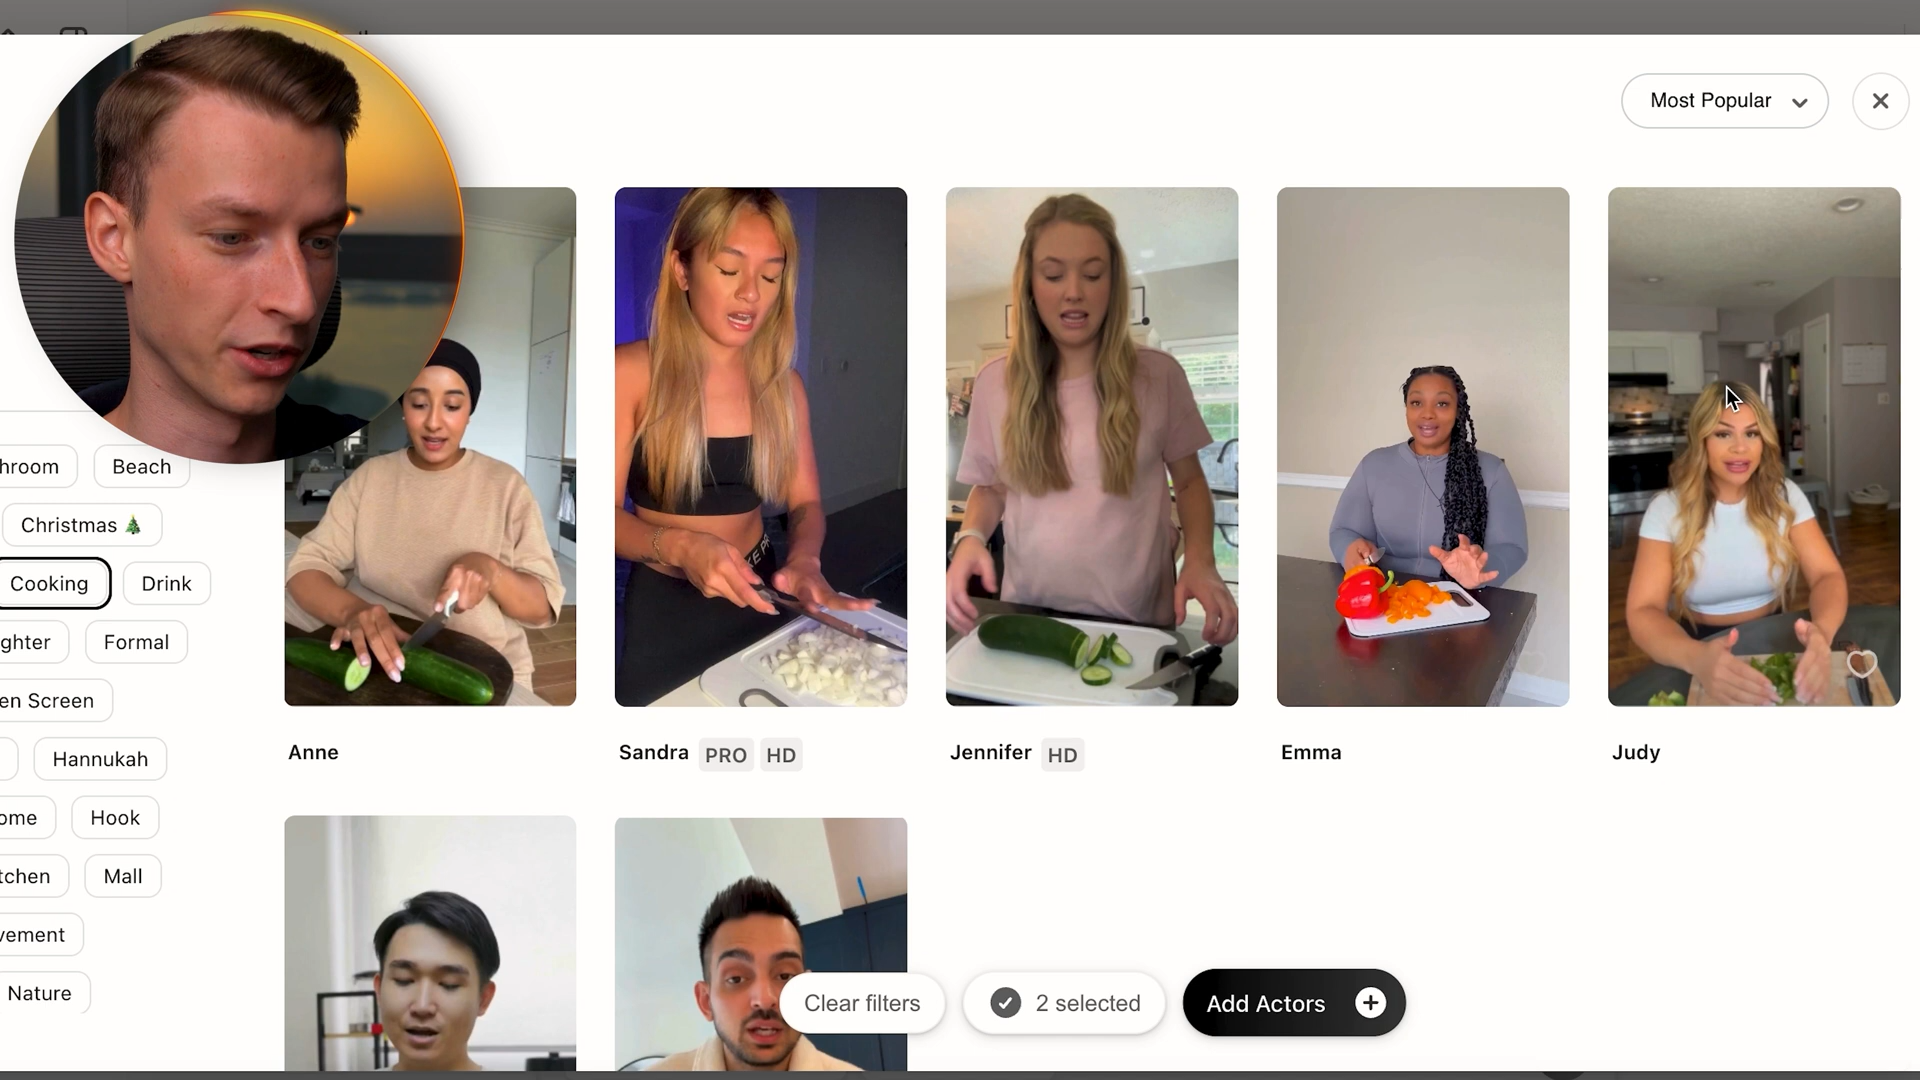 Most Popular
hroom
Beach
Christmas 🎄
Cooking
Drink
ghter
Formal
en Screen
Hannukah
ome
Hook
tchen
Mall
vement
Nature
Anne
Sandra PRO HD
Jennifer HD
Emma
Judy
Clear filters
2 selected
Add Actors